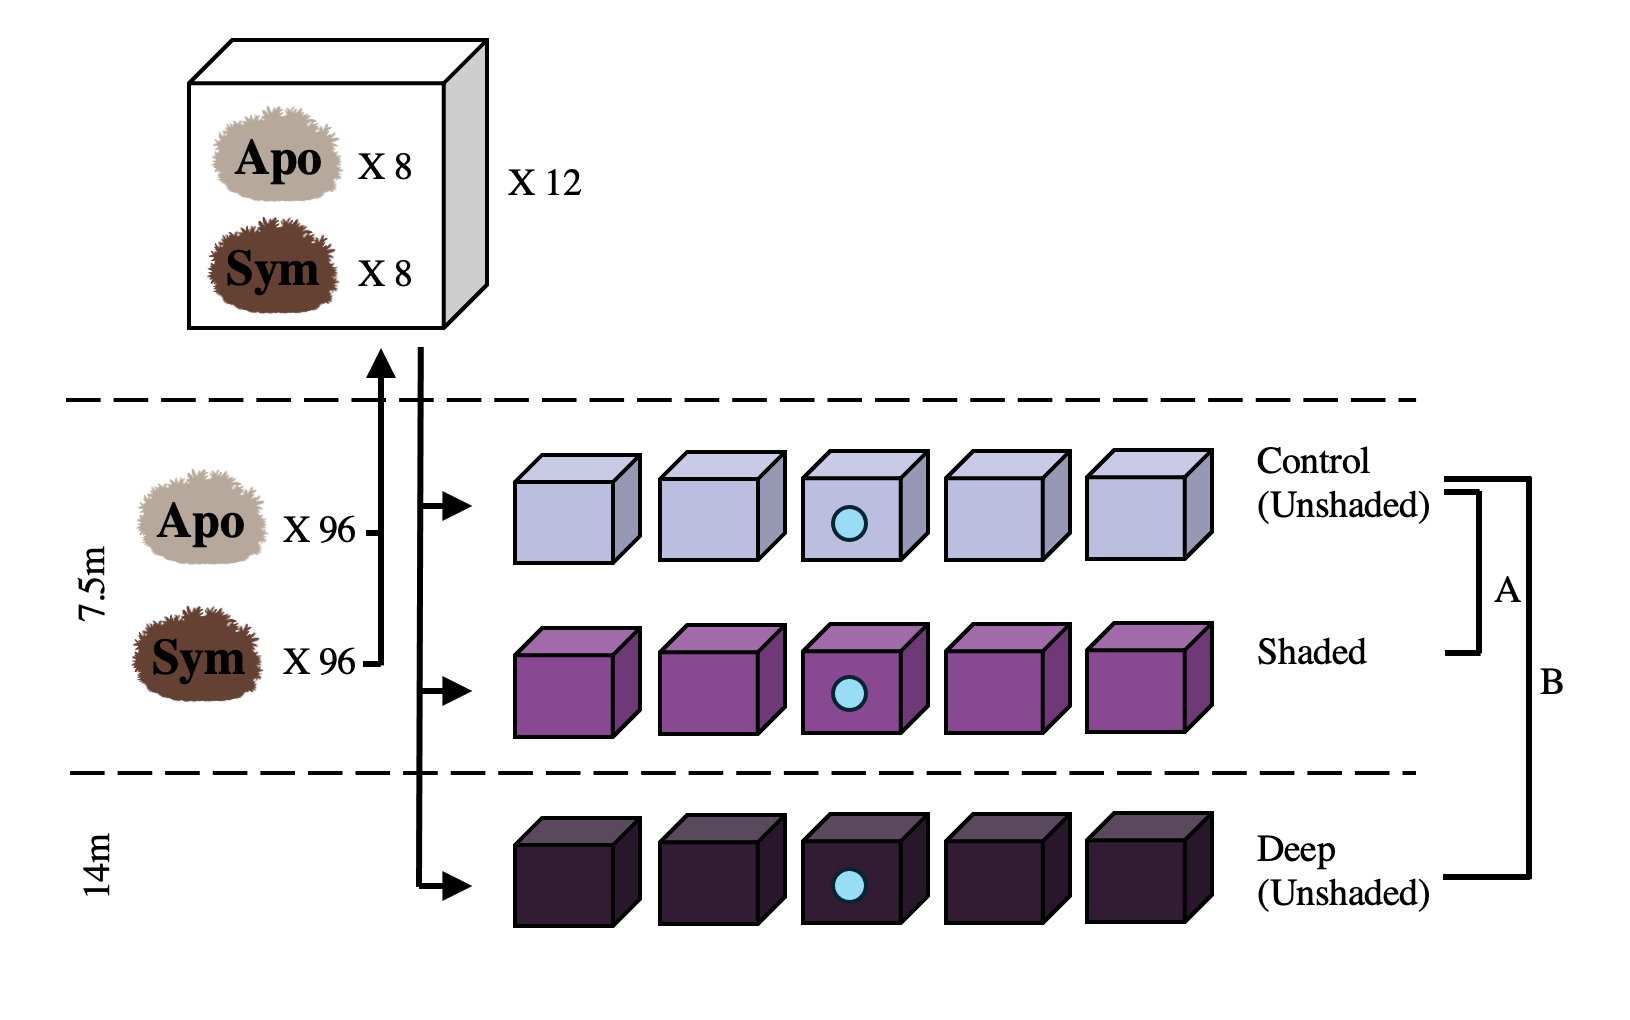 Apo X 8
Sym X 8
X 12
7.5m
Apo X 96
Sym X 96
Control
(Unshaded)
Shaded
A
B
14m
Deep
(Unshaded)